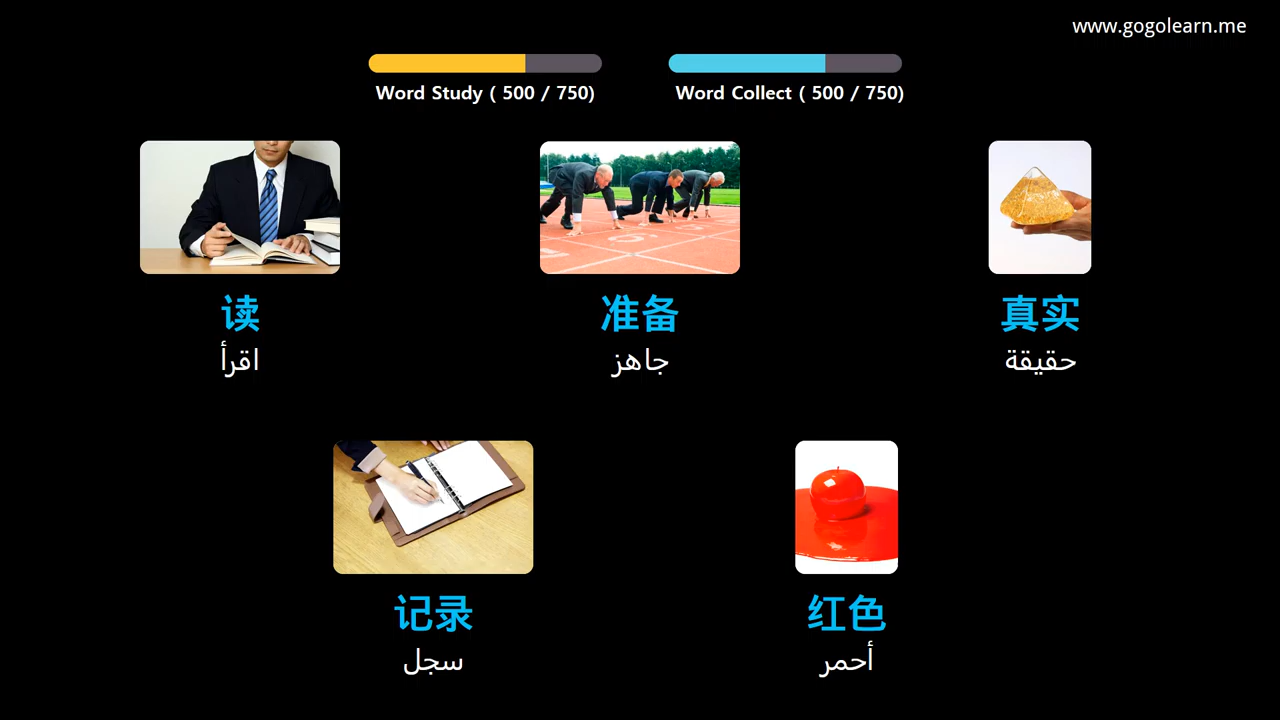 www.gogolearn.me
Word Study ( 500 / 750)
Word Collect ( 500 / 750)
读
اقرأ
准备
جاهز
真实
حقيقة
记录
سجل
红色
أحمر